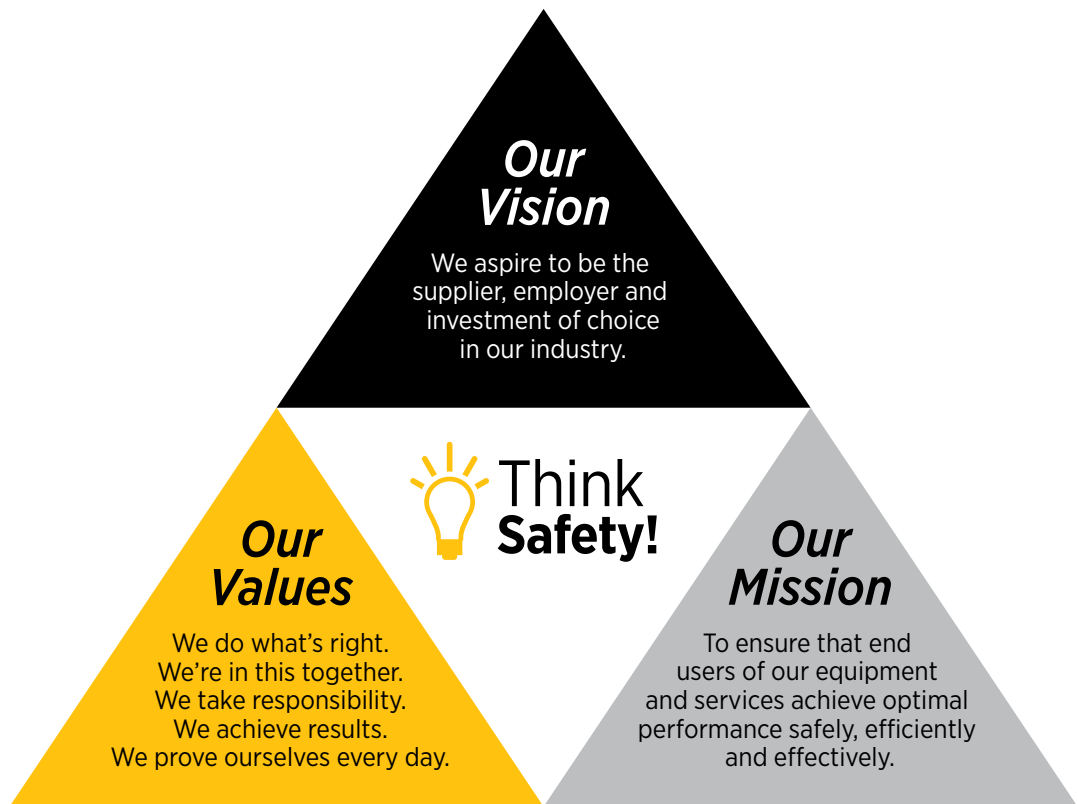 Our
Vision
We aspire to be the
supplier, employer and
investment of choice
in our industry.
Think
Safety!
Our
Values
We do what's right.
We're in this together.
We take responsibility.
We achieve results.
We prove ourselves every day.
Our
Mission
To ensure that end
users of our equipment
and services achieve optimal
performance safely, efficiently
and effectively.